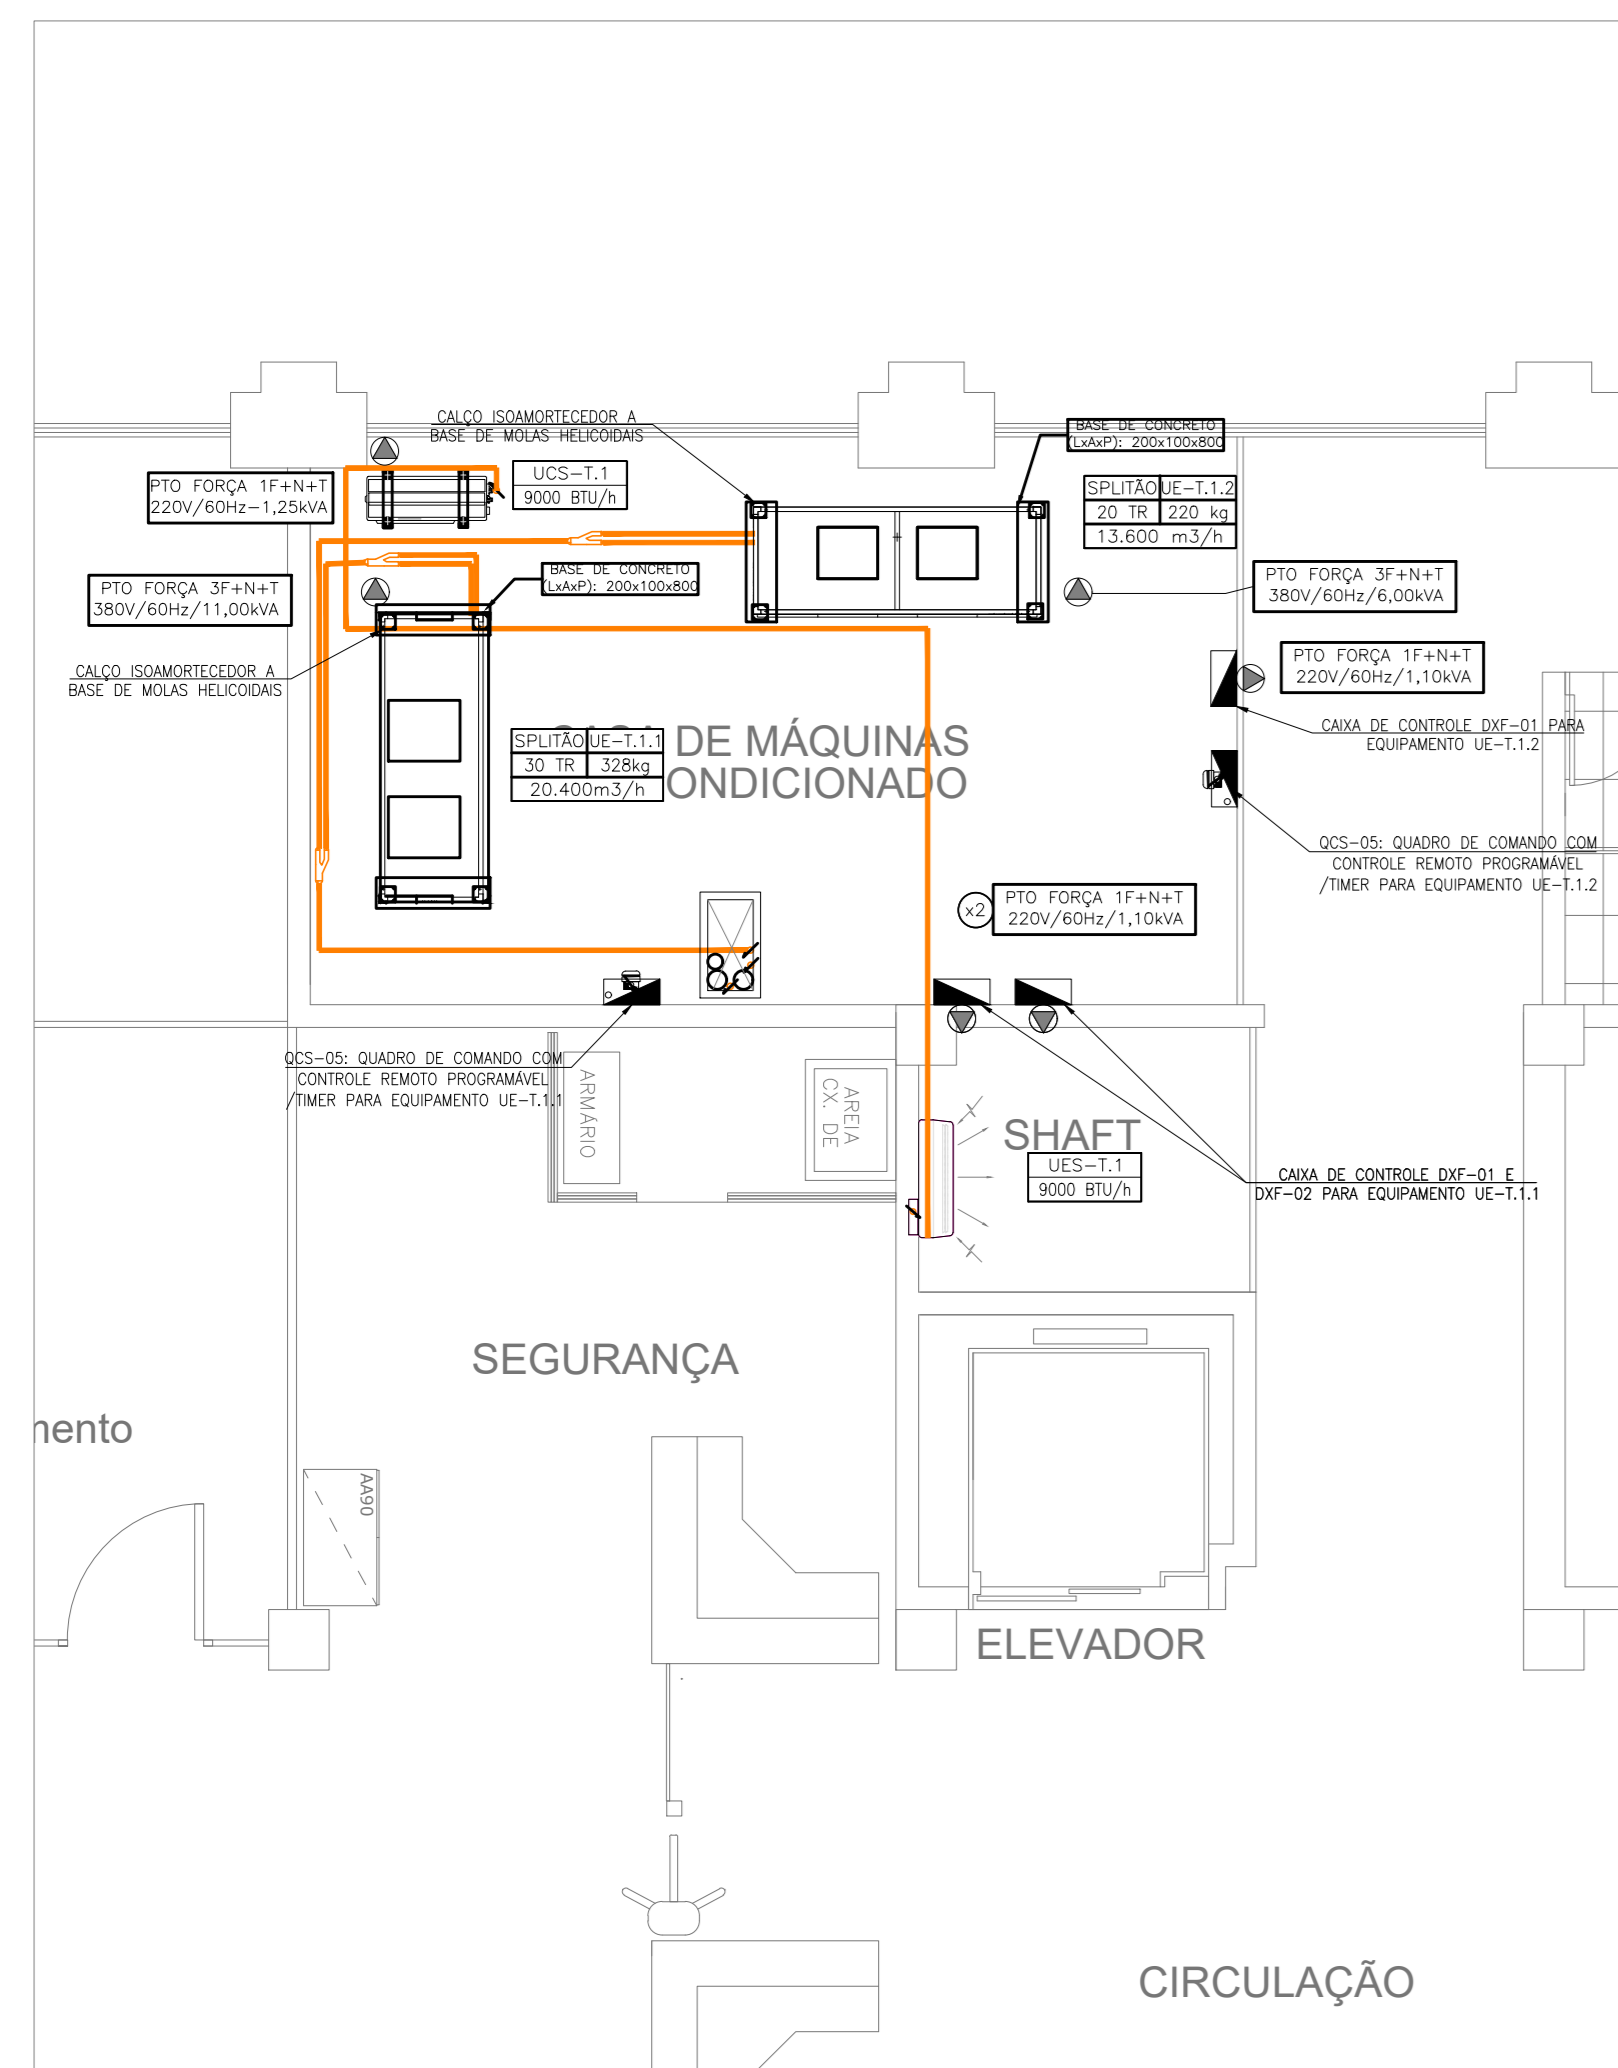 CALÇO ISOAMORTECEDOR A
BASE DE MOLAS HELICOIDAIS
BASE DE CONCRETO
(LxAxP): 200x100x800
PTO FORÇA 1F+N+T
220V/60Hz-1,25kVA
UCS-T.1
9000 BTU/h
SPLITÃO UE-T.1.2
20 TR 220 kg
13.600 m3/h
PTO FORÇA 3F+N+T
380V/60Hz/11,00kVA
BASE DE CONCRETO
(LxAxP): 200x100x800
PTO FORÇA 3F+N+T
380V/60Hz/6,00kVA
CALÇO ISOAMORTECEDOR A
BASE DE MOLAS HELICOIDAIS
PTO FORÇA 1F+N+T
220V/60Hz/1,10kVA
CAIXA DE CONTROLE DXF-01 PARA
EQUIPAMENTO UE-T.1.2
DE MÁQUINAS
ONDICIONADO
SPLITÃO UE-T.1.1
30 TR 328kg
20.400m3/h
QCS-05: QUADRO DE COMANDO COM
CONTROLE REMOTO PROGRAMÁVEL
/TIMER PARA EQUIPAMENTO UE-T.1.2
x2
PTO FORÇA 1F+N+T
220V/60Hz/1,10kVA
QCS-05: QUADRO DE COMANDO COM
CONTROLE REMOTO PROGRAMÁVEL
/TIMER PARA EQUIPAMENTO UE-T.1.1
ARMÁRIO
CX. DE
AREIA
SHAFT
UES-T.1
9000 BTU/h
CAIXA DE CONTROLE DXF-01 E
DXF-02 PARA EQUIPAMENTO UE-T.1.1
SEGURANÇA
mento
AA90
ELEVADOR
CIRCULAÇÃO